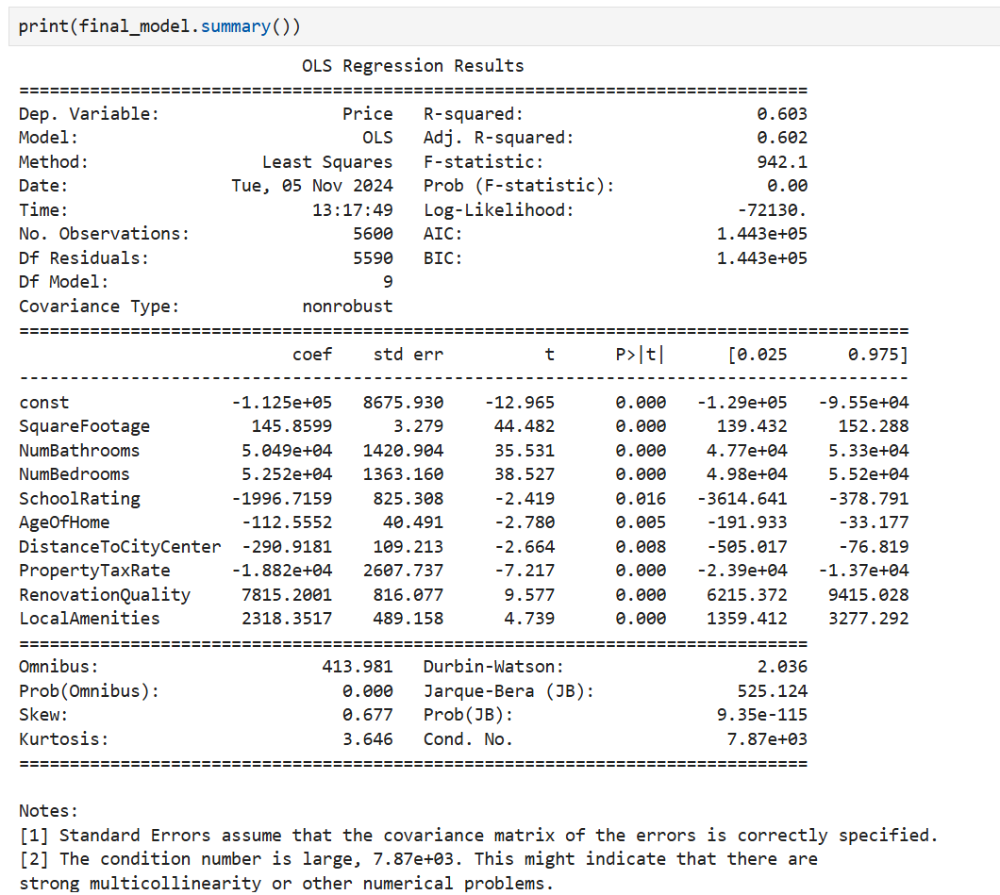 print(final_model.summary())
OLS Regression Results
==============================================================================
Dep. Variable:                  Price   R-squared:                       0.603
Model:                            OLS   Adj. R-squared:                  0.602
Method:                 Least Squares   F-statistic:                     942.1
Date:                Tue, 05 Nov 2024   Prob (F-statistic):               0.00
Time:                        13:17:49   Log-Likelihood:                -72130.
No. Observations:                5600   AIC:                         1.443e+05
Df Residuals:                    5590   BIC:                         1.443e+05
Df Model:                           9
Covariance Type:            nonrobust
========================================================================================
                           coef    std err          t      P>|t|      [0.025      0.975]
----------------------------------------------------------------------------------------
const                -1.125e+05   8675.930    -12.965      0.000   -1.29e+05   -9.55e+04
SquareFootage          145.8599      3.279     44.482      0.000     139.432     152.288
NumBathrooms          5.049e+04   1420.904     35.531      0.000    4.77e+04    5.33e+04
NumBedrooms           5.252e+04   1363.160     38.527      0.000    4.98e+04    5.52e+04
SchoolRating         -1996.7159    825.308     -2.419      0.016   -3614.641    -378.791
AgeOfHome             -112.5552     40.491     -2.780      0.005    -191.933     -33.177
DistanceToCityCenter  -290.9181    109.213     -2.664      0.008    -505.017     -76.819
PropertyTaxRate      -1.882e+04   2607.737     -7.217      0.000   -2.39e+04   -1.37e+04
RenovationQuality     7815.2001    816.077      9.577      0.000    6215.372    9415.028
LocalAmenities        2318.3517    489.158      4.739      0.000    1359.412    3277.292
==============================================================================
Omnibus:                      413.981   Durbin-Watson:                   2.036
Prob(Omnibus):                  0.000   Jarque-Bera (JB):              525.124
Skew:                           0.677   Prob(JB):                    9.35e-115
Kurtosis:                       3.646   Cond. No.                     7.87e+03
==============================================================================
Notes:
[1] Standard Errors assume that the covariance matrix of the errors is correctly specified.
[2] The condition number is large, 7.87e+03. This might indicate that there are
strong multicollinearity or other numerical problems.